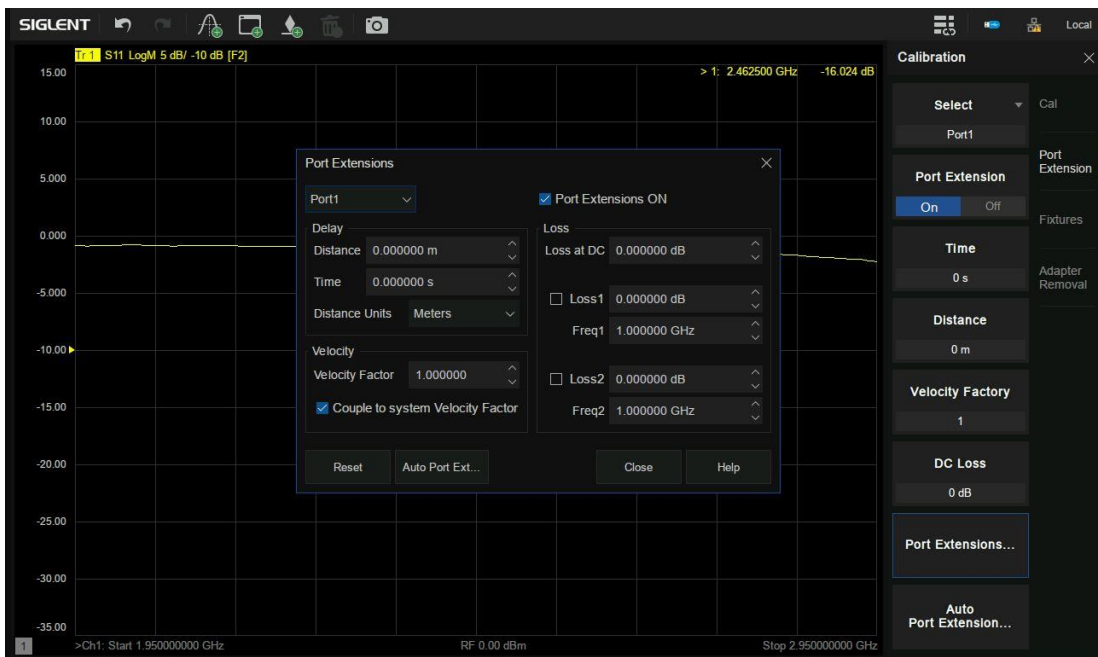 SIGLENT Local
Tr 1 S11 LogM 5 dB/ -10 dB [F2]
> 1: 2.462500 GHz -16.024 dB
15.00
10.00
5.000
0.000
-5.000
-10.00
-15.00
-20.00
-25.00
-30.00
-35.00
1 >Ch1: Start 1.950000000 GHz RF 0.00 dBm Stop 2.950000000 GHz
Port Extensions
Port1 Port Extensions ON
Delay
Distance 0.000000 m
Time 0.000000 s
Distance Units Meters
Velocity
Velocity Factor 1.000000
Couple to system Velocity Factor
Loss
Loss at DC 0.000000 dB
Loss1 0.000000 dB
Freq1 1.000000 GHz
Loss2 0.000000 dB
Freq2 1.000000 GHz
Reset Auto Port Ext... Close Help
Calibration
Select
Port1
Port Extension
On Off
Time
0 s
Distance
0 m
Velocity Factory
1
DC Loss
0 dB
Port Extensions...
Auto
Port Extension...
Cal
Port
Extension
Fixtures
Adapter
Removal